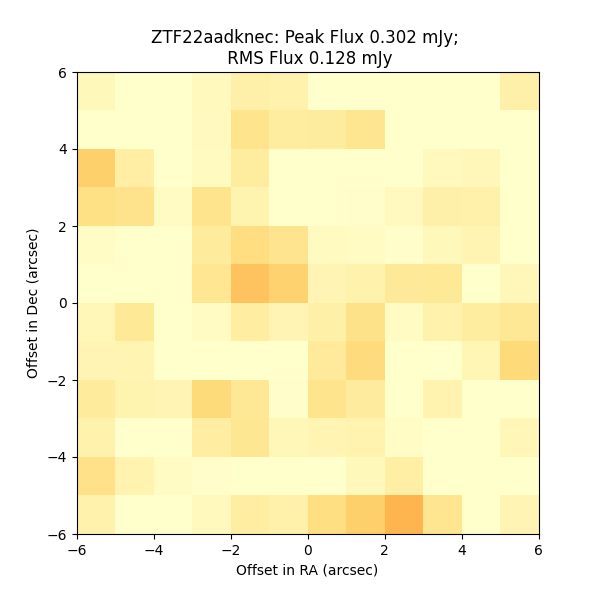 ZTF22aadknec: Peak Flux 0.302 mJy;
RMS Flux 0.128 mJy
6
4
2
0
−2
−4
−6
Offset in Dec (arcsec)
−6 −4 −2 0 2 4 6
Offset in RA (arcsec)